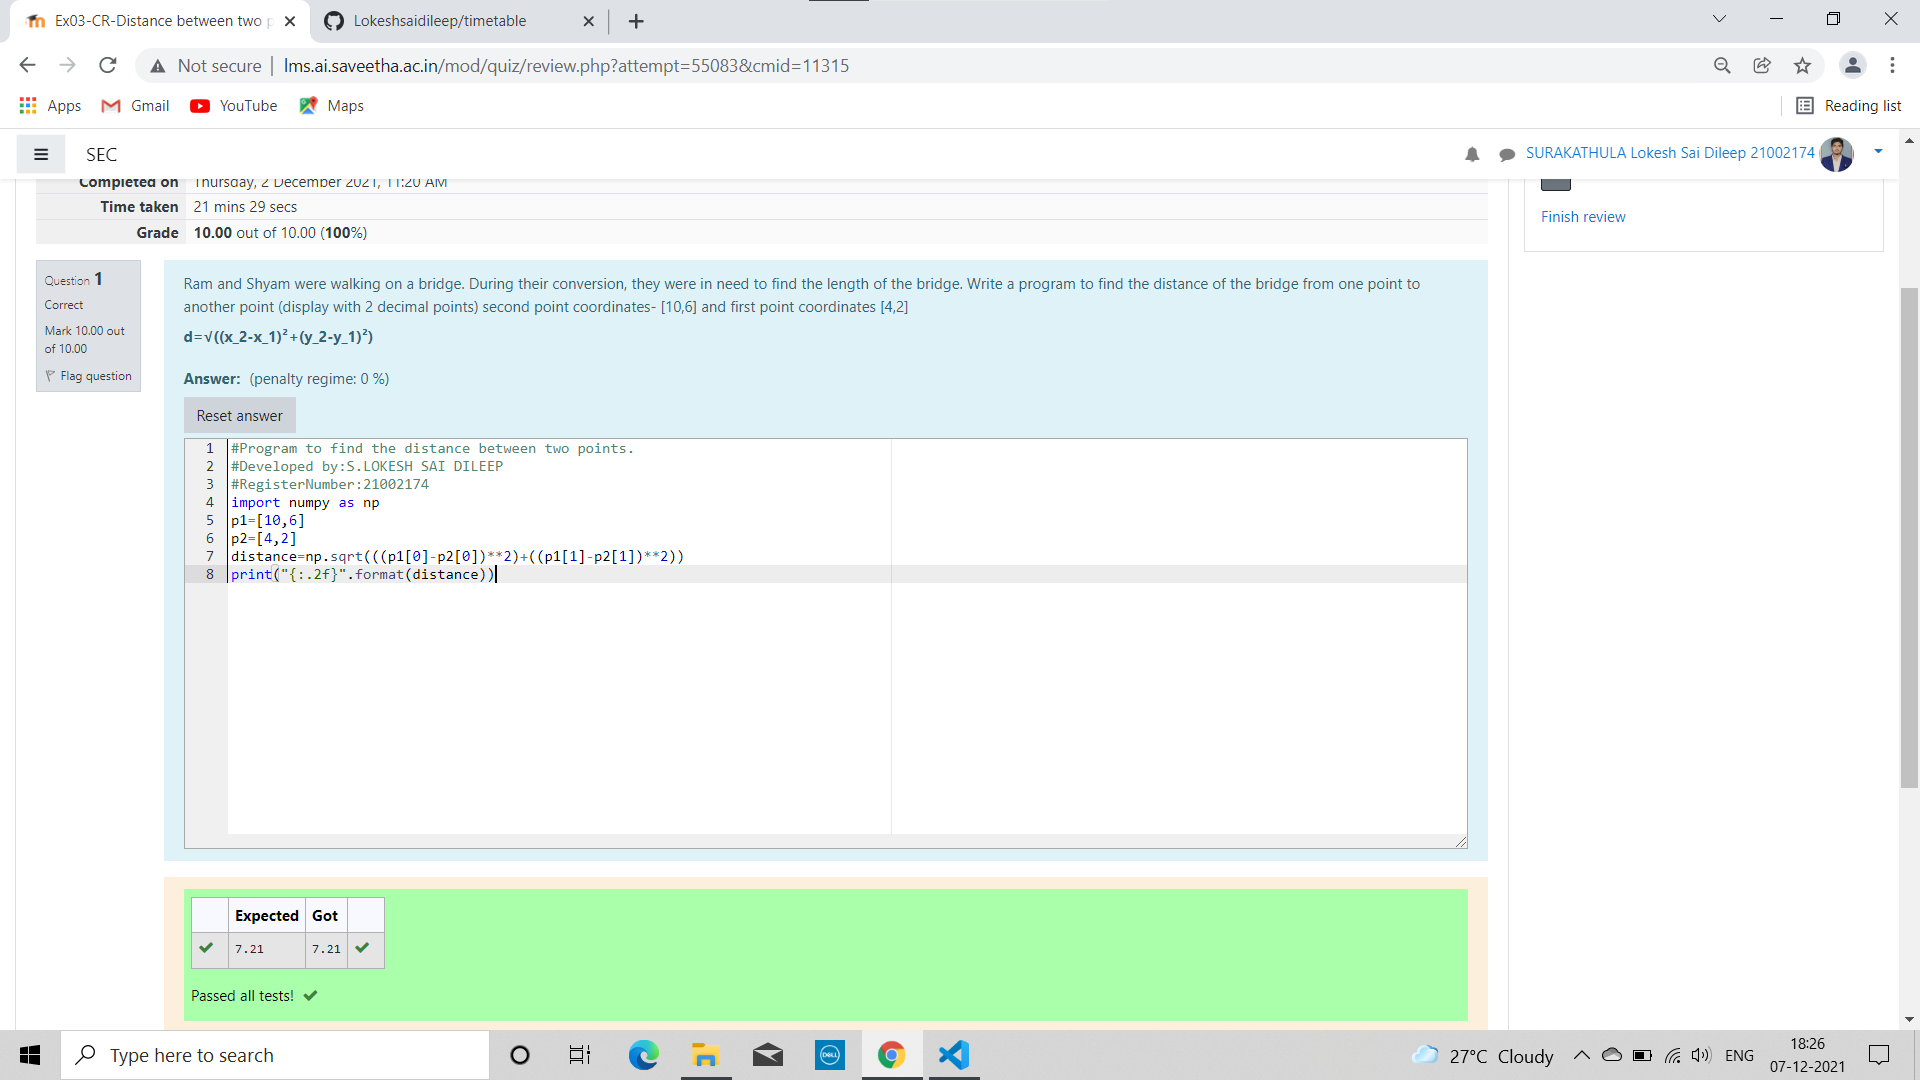 Ex03-CR-Distance between two p
Lokeshsaidileep/timetable
Not secure | lms.ai.saveetha.ac.in/mod/quiz/review.php?attempt=55083&cmid=11315
Apps Gmail YouTube Maps Reading list
SEC SURAKATHULA Lokesh Sai Dileep 21002174
Completed on Thursday, 2 December 2021, 11:20 AM
Time taken 21 mins 29 secs
Grade 10.00 out of 10.00 (100%)
Finish review
Question 1
Correct
Mark 10.00 out
of 10.00
Flag question
Ram and Shyam were walking on a bridge. During their conversion, they were in need to find the length of the bridge. Write a program to find the distance of the bridge from one point to
another point (display with 2 decimal points) second point coordinates- [10,6] and first point coordinates [4,2]
d=√((x_2-x_1)²+(y_2-y_1)²)
Answer: (penalty regime: 0 %)
Reset answer
1 #Program to find the distance between two points.
2 #Developed by:S.LOKESH SAI DILEEP
3 #RegisterNumber:21002174
4 import numpy as np
5 p1=[10,6]
6 p2=[4,2]
7 distance=np.sqrt(((p1[0]-p2[0])**2)+((p1[1]-p2[1])**2))
8 print("{:.2f}".format(distance))
Expected Got
7.21 7.21
Passed all tests!
Type here to search
DELL
27°C Cloudy
ENG
18:26
07-12-2021